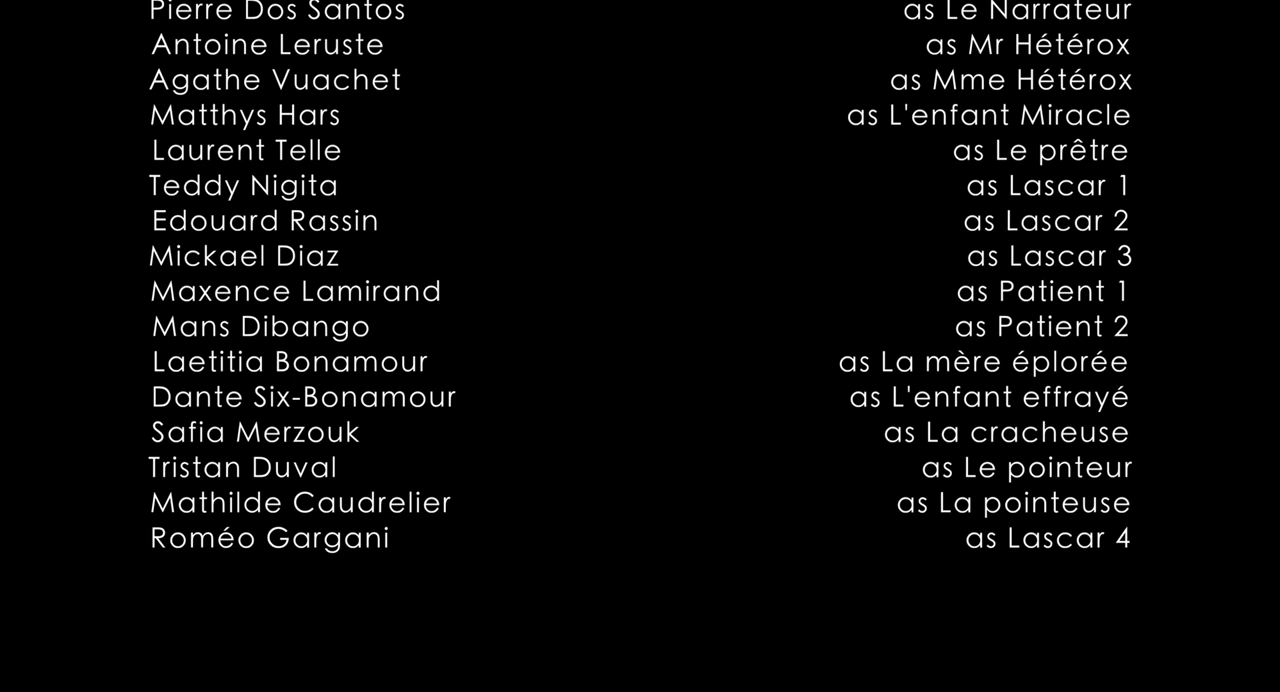 Pierre Dos Santos as Le Narrateur
Antoine Leruste as Mr Hétérox
Agathe Vuachet as Mme Hétérox
Matthys Hars as L'enfant Miracle
Laurent Telle as Le prêtre
Teddy Nigita as Lascar 1
Edouard Rassin as Lascar 2
Mickael Diaz as Lascar 3
Maxence Lamirand as Patient 1
Mans Dibango as Patient 2
Laetitia Bonamour as La mère éplorée
Dante Six-Bonamour as L'enfant effrayé
Safia Merzouk as La cracheuse
Tristan Duval as Le pointeur
Mathilde Caudrelier as La pointeuse
Roméo Gargani as Lascar 4